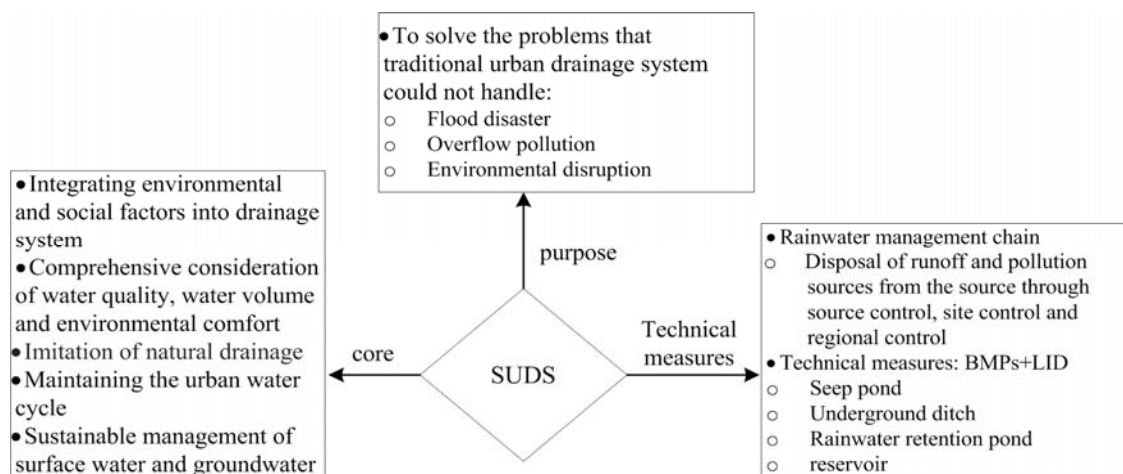 ● To solve the problems that
traditional urban drainage system
could not handle:
○ Flood disaster
○ Overflow pollution
○ Environmental disruption
● Integrating environmental
and social factors into drainage
system
● Comprehensive consideration
of water quality, water volume
and environmental comfort
● Imitation of natural drainage
● Maintaining the urban water
cycle
● Sustainable management of
surface water and groundwater
purpose
core
SUDS
Technical
measures
● Rainwater management chain
○ Disposal of runoff and pollution
sources from the source through
source control, site control and
regional control
● Technical measures: BMPs+LID
○ Seep pond
○ Underground ditch
○ Rainwater retention pond
○ reservoir